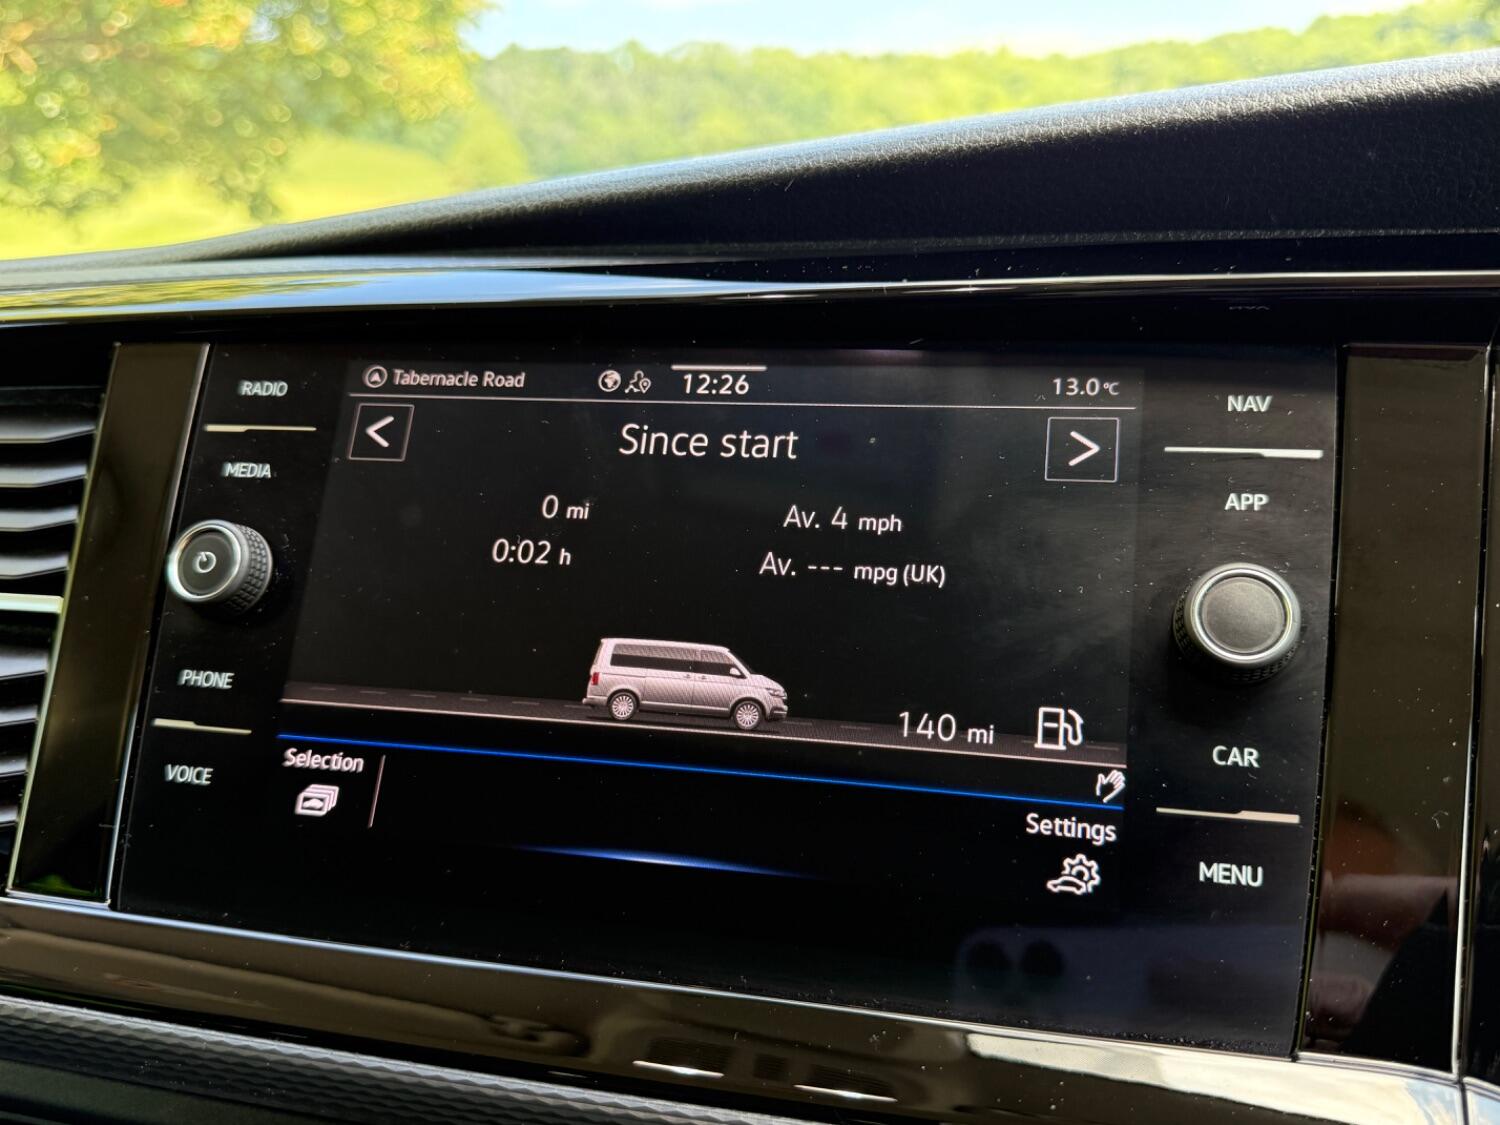 RADIO
MEDIA
PHONE
VOICE
Tabernacle Road
12:26
13.0°C
<
Since start
>
0 mi
Av. 4 mph
0:02 h
Av. --- mpg (UK)
140 mi
Selection
Settings
NAV
APP
CAR
MENU